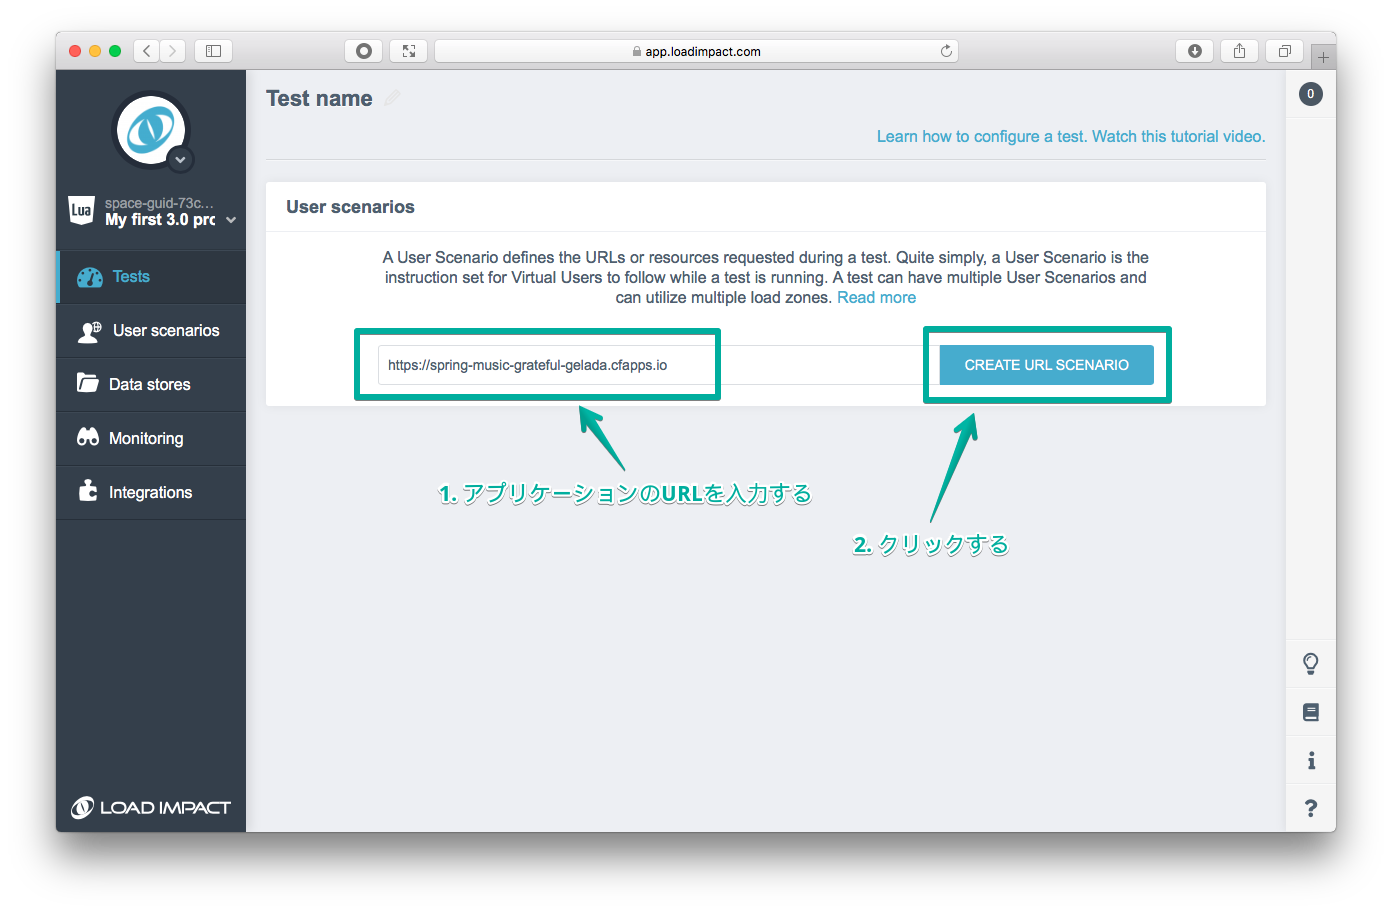 app.loadimpact.com
0
Test name
Learn how to configure a test. Watch this tutorial video.
Lua
space-guid-73c...
My first 3.0 prc
Tests
User scenarios
Data stores
Monitoring
Integrations
LOAD IMPACT
User scenarios
A User Scenario defines the URLs or resources requested during a test. Quite simply, a User Scenario is the
instruction set for Virtual Users to follow while a test is running. A test can have multiple User Scenarios and
can utilize multiple load zones. Read more
https://spring-music-grateful-gelada.cfapps.io
CREATE URL SCENARIO
1. アプリケーションのURLを入力する
2. クリックする